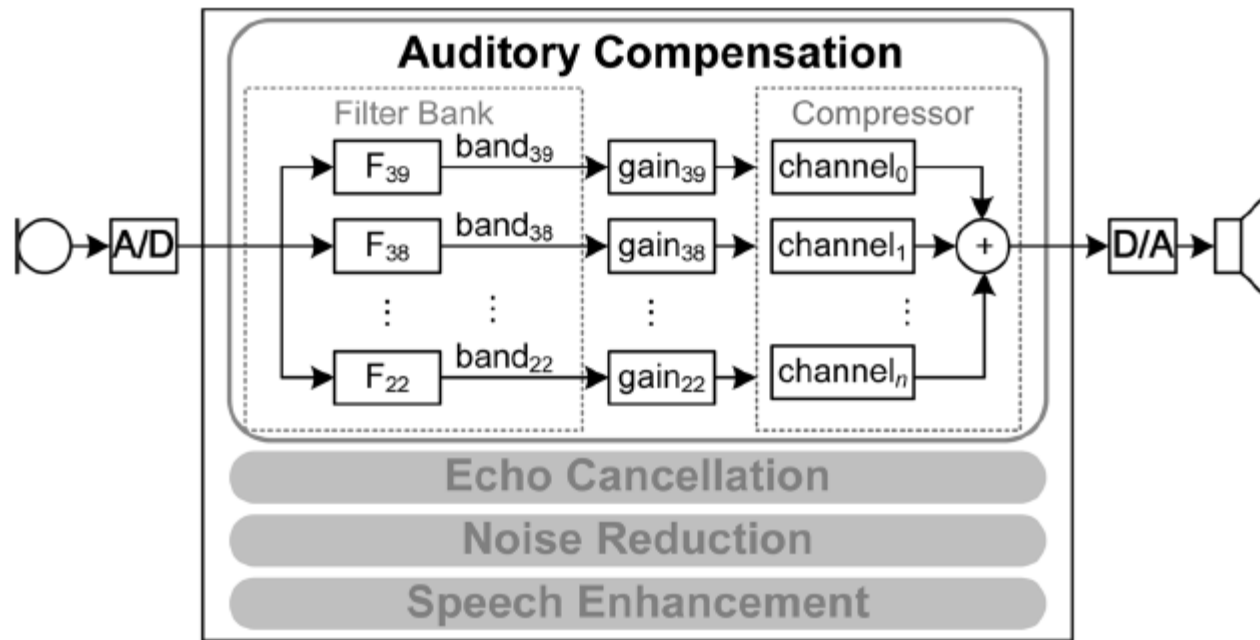 Auditory Compensation
Filter Bank
Compressor
F₃₉ band₃₉ gain₃₉ channel₀
A/D F₃₈ band₃₈ gain₃₈ channel₁ + D/A
⋮ ⋮ ⋮ ⋮
F₂₂ band₂₂ gain₂₂ channelₙ
Echo Cancellation
Noise Reduction
Speech Enhancement